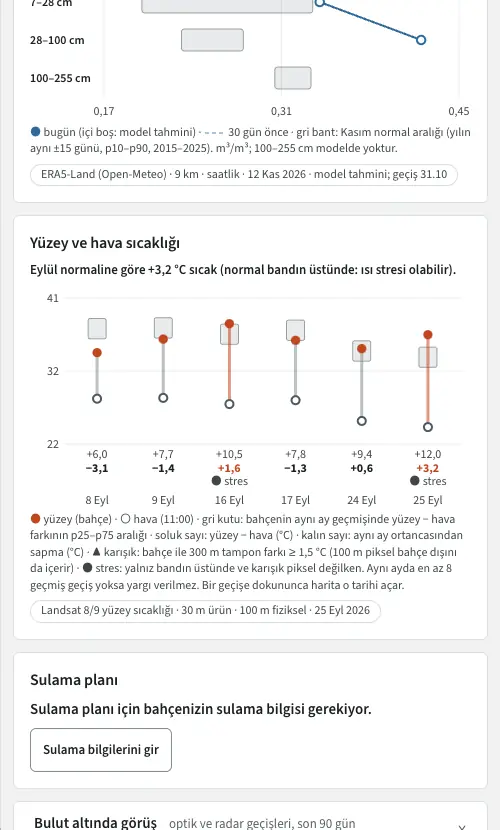 7–28 cm
28–100 cm
100–255 cm
0,17 0,31 0,45
bugün (içi boş: model tahmini) · --- 30 gün önce · gri bant: Kasım normal aralığı (yılın
aynı ±15 günü, p10–p90, 2015–2025). m³/m³; 100–255 cm modelde yoktur.
ERA5-Land (Open-Meteo) · 9 km · saatlik · 12 Kas 2026 · model tahmini; geçiş 31.10
Yüzey ve hava sıcaklığı
Eylül normaline göre +3,2 °C sıcak (normal bandın üstünde: ısı stresi olabilir).
41
32
22
+6,0 +7,7 +10,5 +7,8 +9,4 +12,0
−3,1 −1,4 +1,6 −1,3 +0,6 +3,2
● stres ● stres
8 Eyl 9 Eyl 16 Eyl 17 Eyl 24 Eyl 25 Eyl
● yüzey (bahçe) · ○ hava (11:00) · gri kutu: bahçenin aynı ay geçmişinde yüzey − hava
farkının p25–p75 aralığı · soluk sayı: yüzey − hava (°C) · kalın sayı: aynı ay ortancasından
sapma (°C) · ▲ karışık: bahçe ile 300 m tampon farkı ≥ 1,5 °C (100 m piksel bahçe dışını
da içerir) · ● stres: yalnız bandın üstünde ve karışık piksel değilken. Aynı ayda en az 8
geçmiş geçiş yoksa yargı verilmez. Bir geçişe dokununca harita o tarihi açar.
Landsat 8/9 yüzey sıcaklığı · 30 m ürün · 100 m fiziksel · 25 Eyl 2026
Sulama planı
Sulama planı için bahçenizin sulama bilgisi gerekiyor.
Sulama bilgilerini gir
Bulut altında görüş optik ve radar geçişleri, son 90 gün